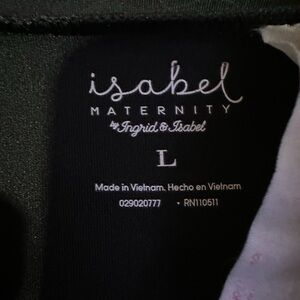 isabel
MATERNITY
by Ingrid & Isabel
L
Made in Vietnam. Hecho en Vietnam
029020777 • RN110511